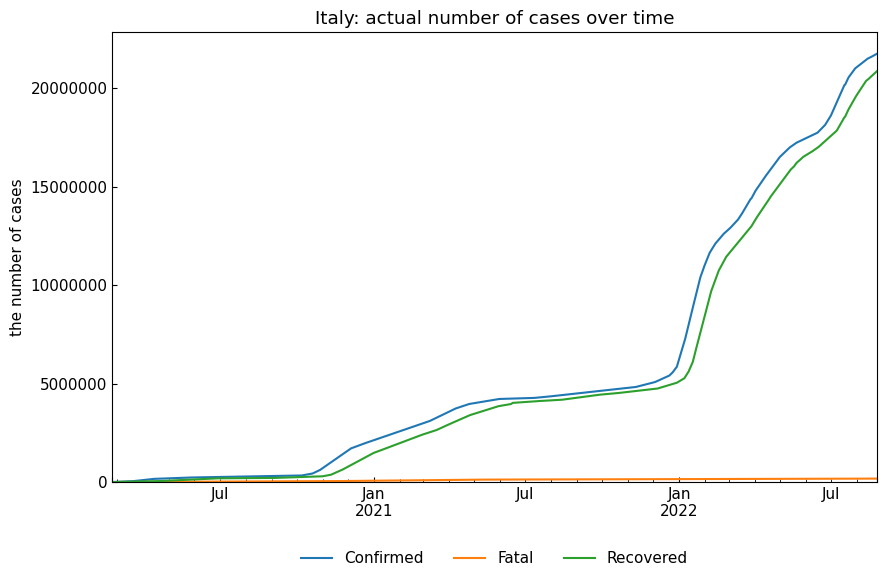 Italy: actual number of cases over time
the number of cases
20000000
15000000
10000000
5000000
0
Jul
Jan
2021
Jul
Jan
2022
Jul
Confirmed
Fatal
Recovered